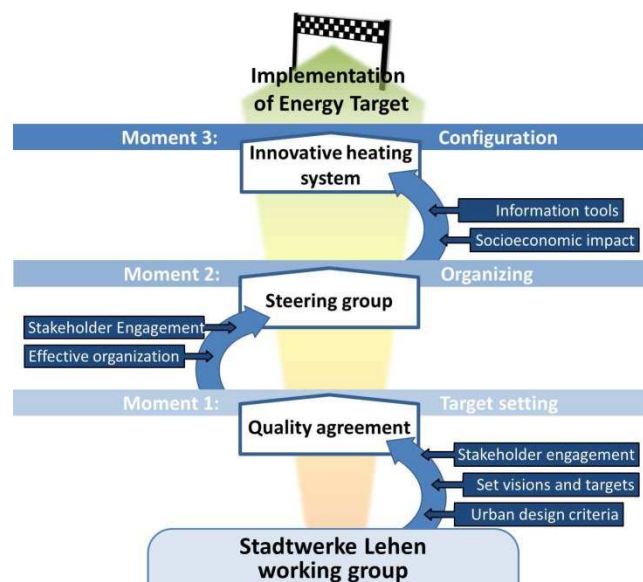 Implementation
of Energy Target
Moment 3:
Configuration
Innovative heating
system
Information tools
Socioeconomic impact
Moment 2:
Organizing
Steering group
Stakeholder Engagement
Effective organization
Moment 1:
Target setting
Quality agreement
Stakeholder engagement
Set visions and targets
Urban design criteria
Stadtwerke Lehen
working group